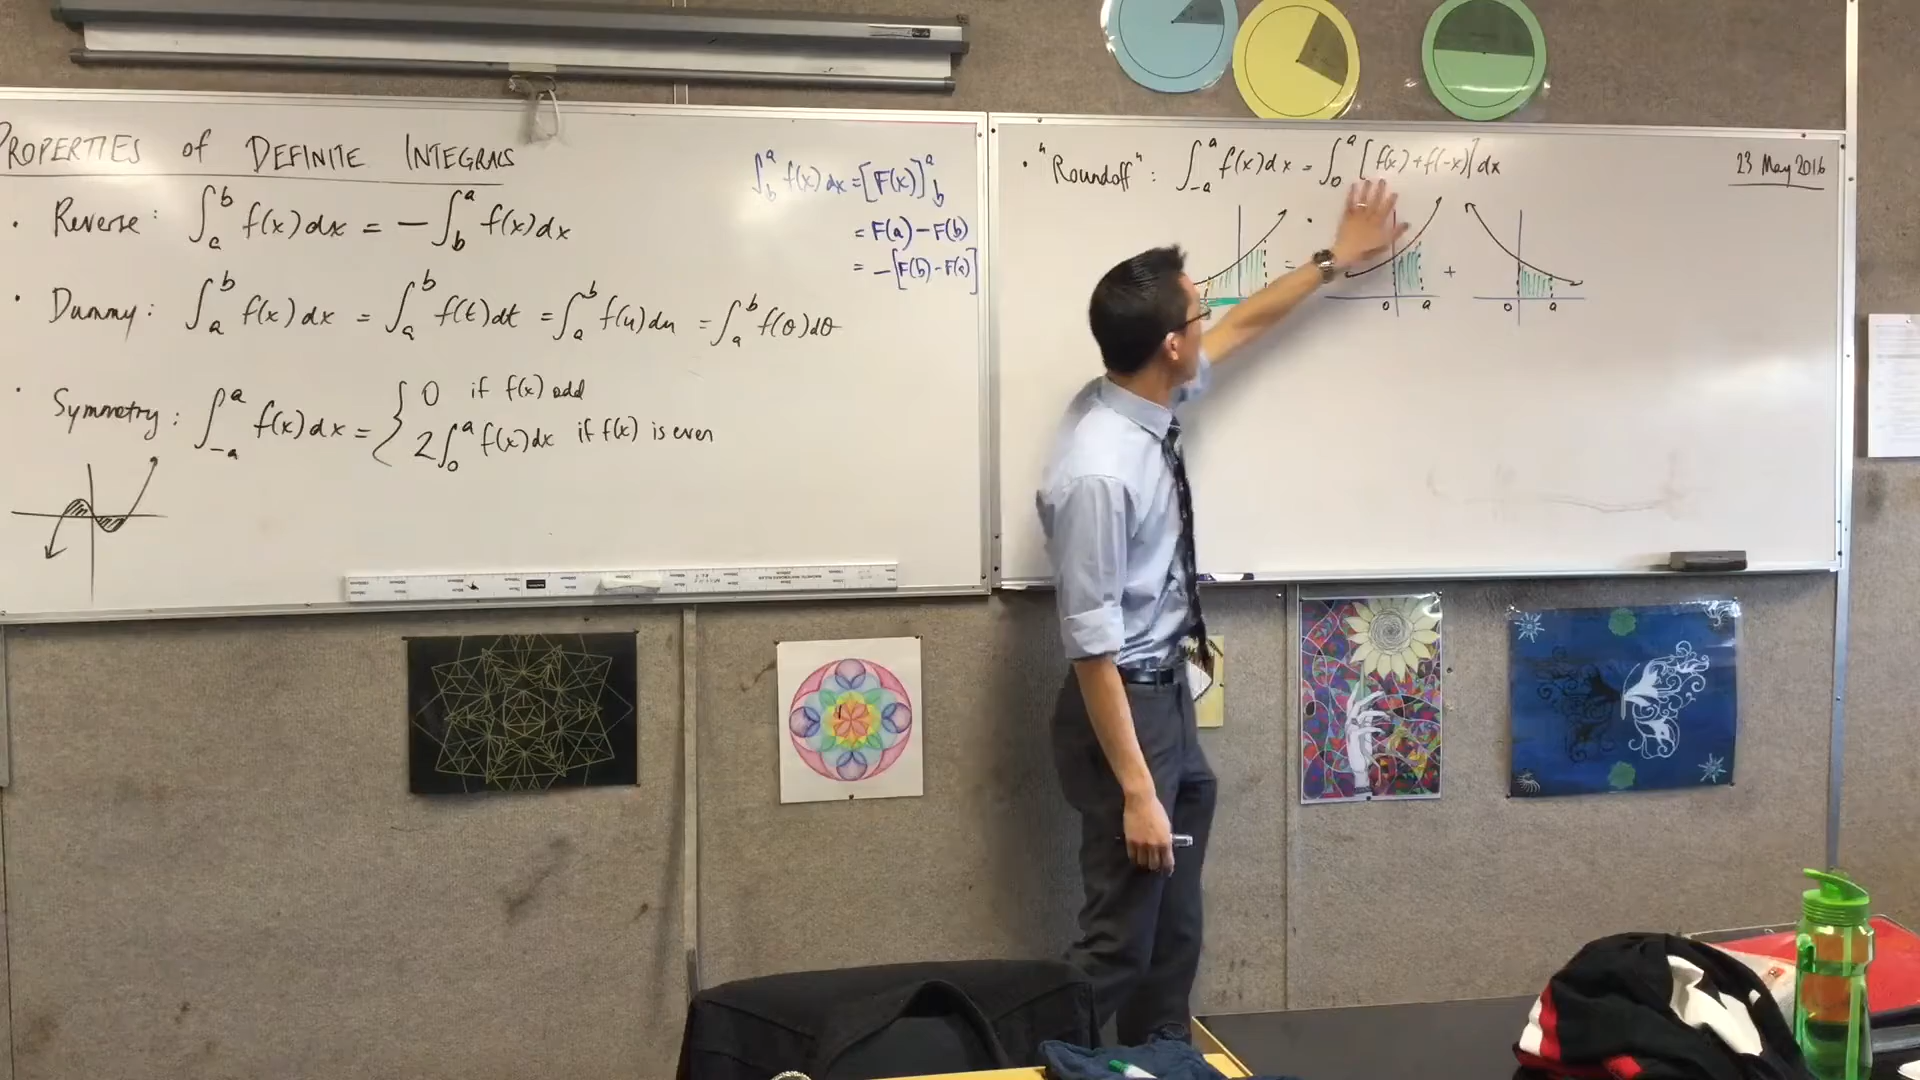 PROPERTIES of DEFINITE INTEGRALS
• Reverse: ∫_a^b f(x)dx = -∫_b^a f(x)dx
∫_b^a f(x)dx = [F(x)]_b^a
= F(a) - F(b)
= -[F(b) - F(a)]
• Dummy: ∫_a^b f(x)dx = ∫_a^b f(t)dt = ∫_a^b f(u)du = ∫_a^b f(θ)dθ
• Symmetry: ∫_{-a}^a f(x)dx = { 0 if f(x) odd
2∫_0^a f(x)dx if f(x) is even
• "Roundoff": ∫_{-a}^a f(x)dx = ∫_0^a [f(x)+f(-x)]dx
23 May 2016
= +
0 a 0 a